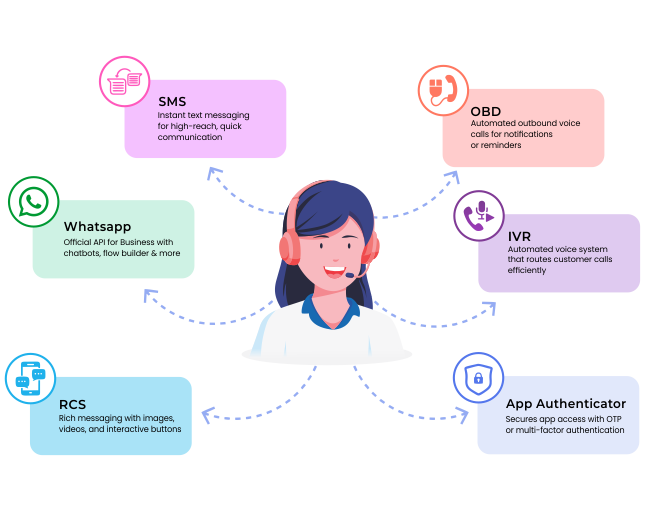 SMS
Instant text messaging
for high-reach, quick
communication
OBD
Automated outbound voice
calls for notifications
or reminders
Whatsapp
Official API for Business with
chatbots, flow builder & more
IVR
Automated voice system
that routes customer calls
efficiently
RCS
Rich messaging with images,
videos, and interactive buttons
App Authenticator
Secures app access with OTP
or multi-factor authentication